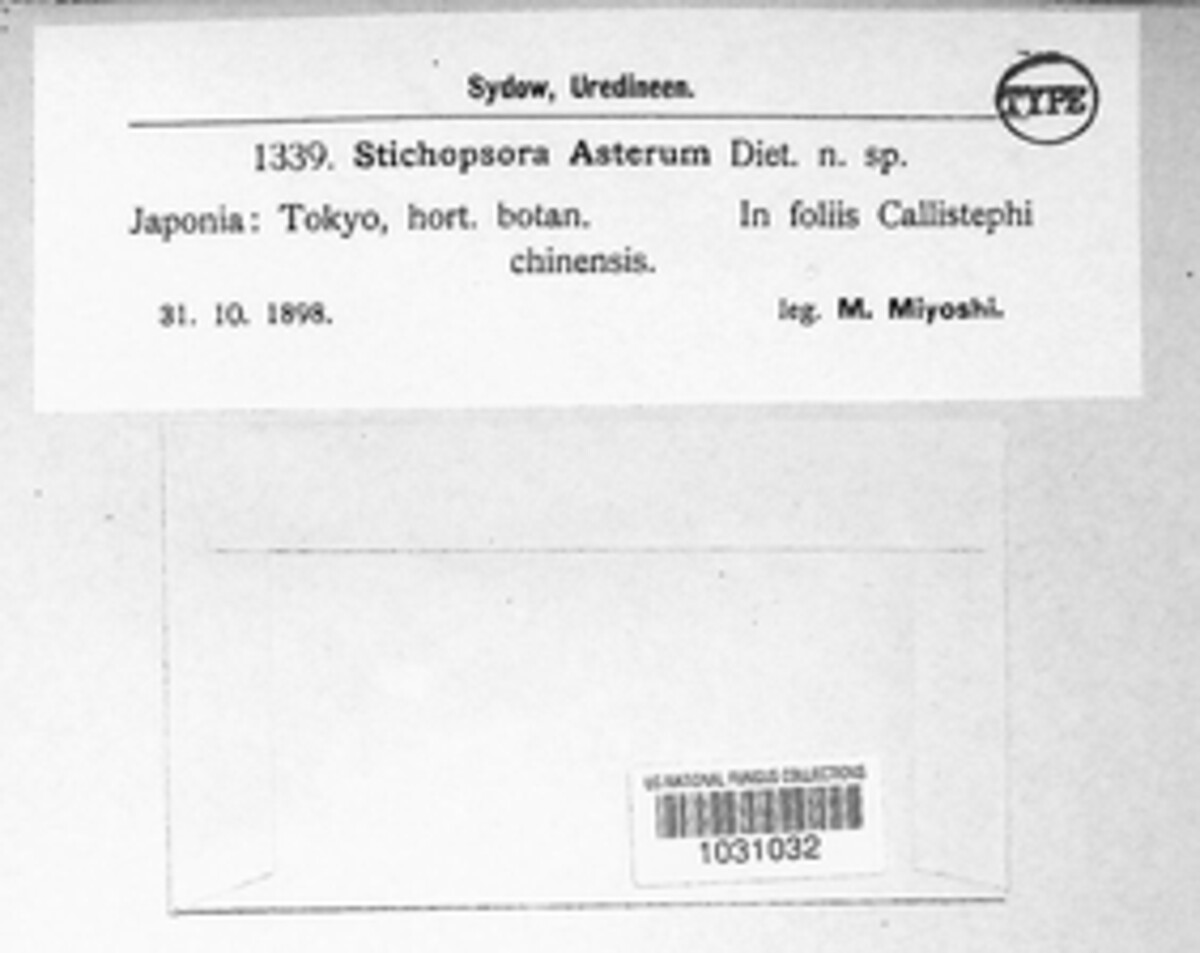 Sydow, Uredineen.
TYPE
1339. Stichopsora Asterum Diet. n. sp.
Japonia: Tokyo, hort. botan. In foliis Callistephi
chinensis.
31. 10. 1898. leg. M. Miyoshi.
US NATIONAL FUNGUS COLLECTIONS
1031032